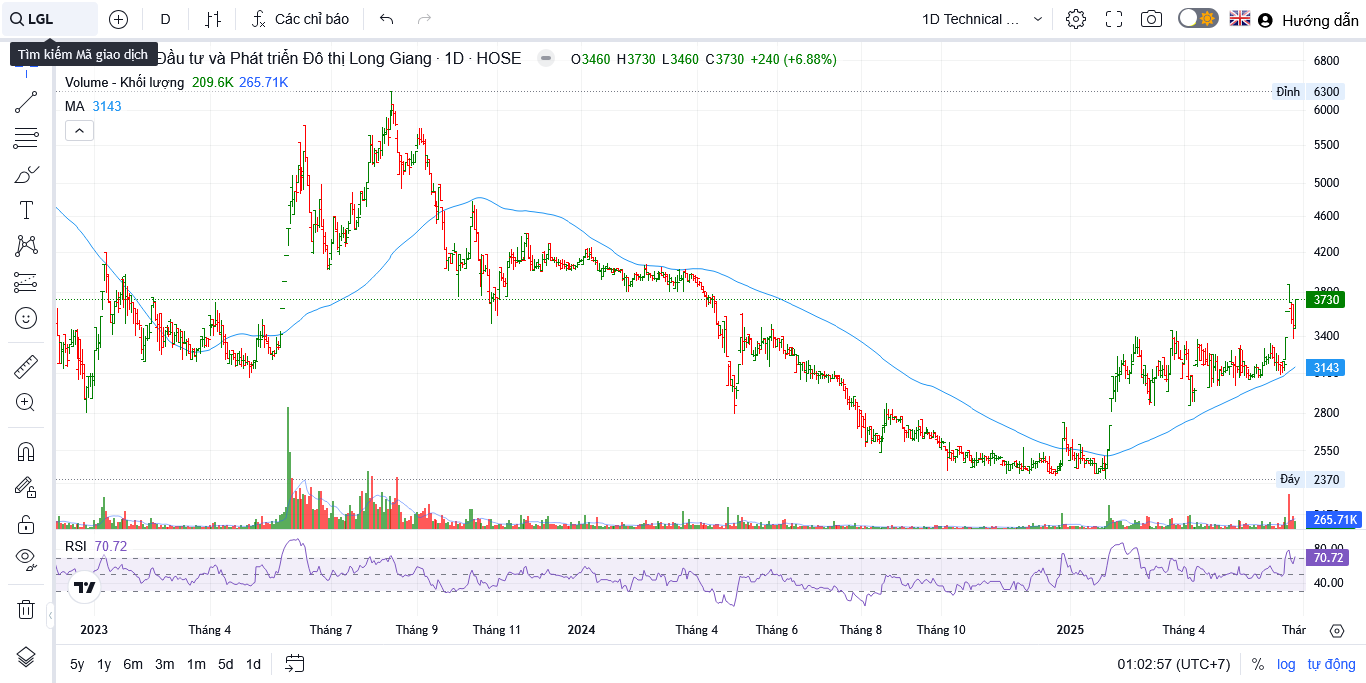 LGL D Các chỉ báo 1D Technical ... Hướng dẫn
Tìm kiếm Mã giao dịch Đầu tư và Phát triển Đô thị Long Giang · 1D · HOSE O3460 H3730 L3460 C3730 +240 (+6.88%)
Volume - Khối lượng 209.6K 265.71K
MA 3143
6800
Đỉnh 6300
6000
5500
5000
4600
4200
3800
3730
3400
3143
2800
2550
Đáy 2370
265.71K
RSI 70.72
80.00
70.72
40.00
2023 Tháng 4 Tháng 7 Tháng 9 Tháng 11 2024 Tháng 4 Tháng 6 Tháng 8 Tháng 10 2025 Tháng 4 Thár
5y 1y 6m 3m 1m 5d 1d 01:02:57 (UTC+7) % log tự động